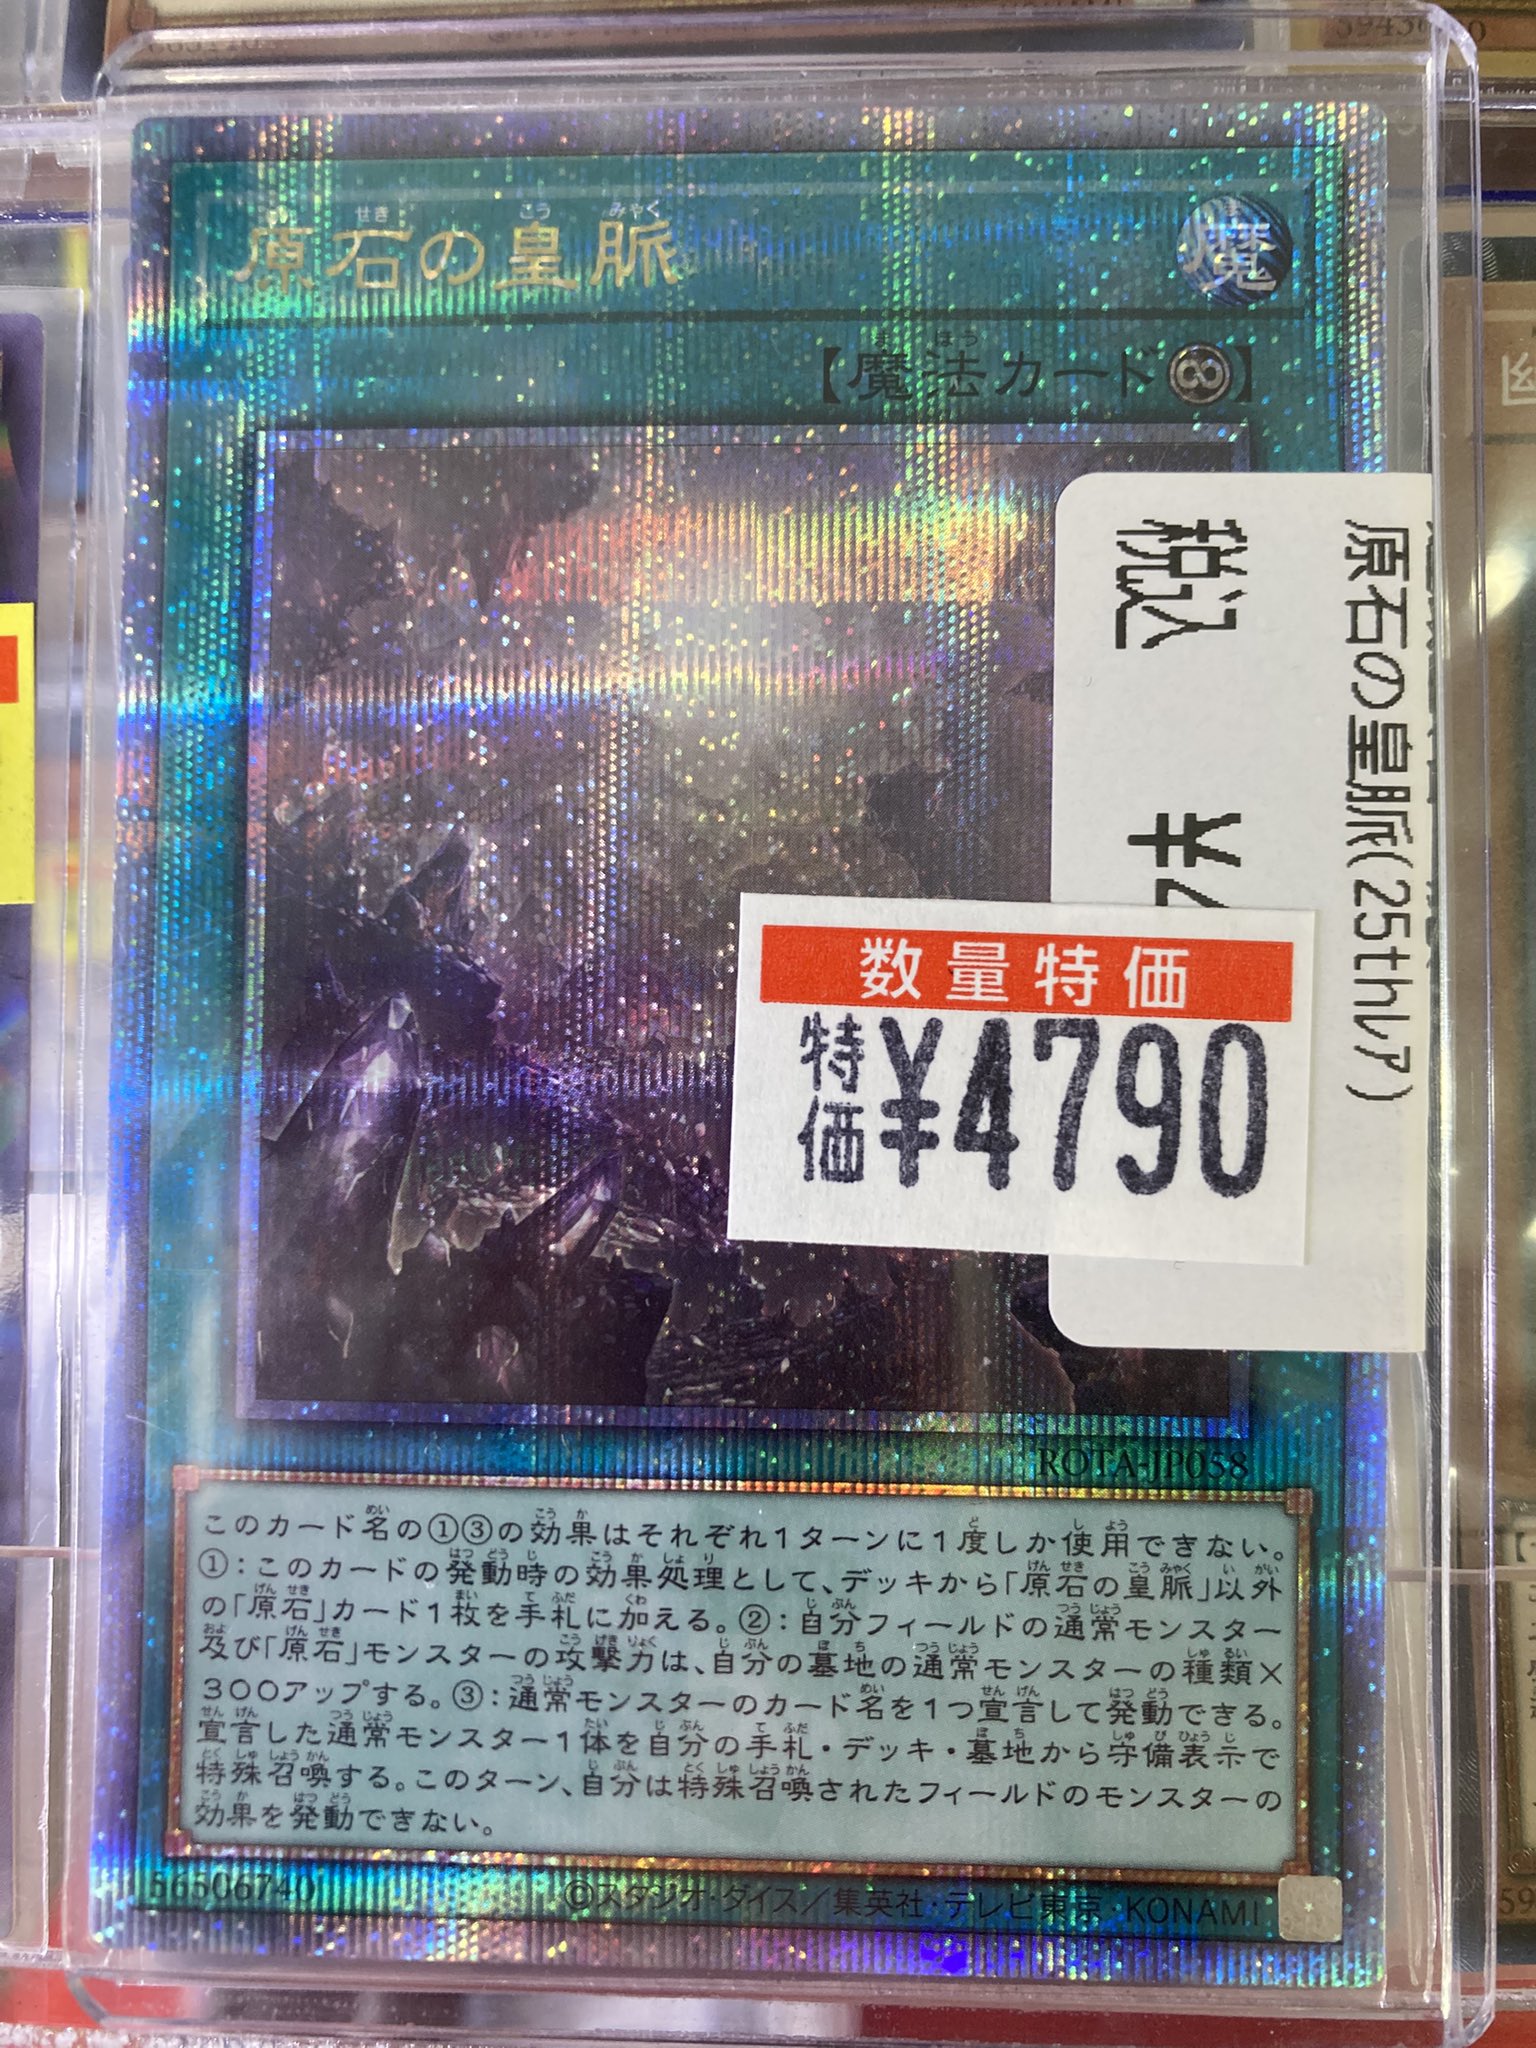 原石の皇脈
せき こう みゃく
魔
【魔法カード】
ま ほう
税込 ¥4
原石の皇脈(25thレア)
数量特価
特価¥4790
ROTA-JP058
このカード名の①③の効果はそれぞれ1ターンに1度しか使用できない。
①:このカードの発動時の効果処理として、デッキから「原石の皇脈」以外
の「原石」カード1枚を手札に加える。②:自分フィールドの通常モンスター
及び「原石」モンスターの攻撃力は、自分の墓地の通常モンスターの種類×
300アップする。③:通常モンスターのカード名を1つ宣言して発動できる。
宣言した通常モンスター1体を自分の手札・デッキ・墓地から守備表示で
特殊召喚する。このターン、自分は特殊召喚されたフィールドのモンスターの
効果を発動できない。
56506740
©スタジオ・ダイス/集英社・テレビ東京・KONAMI